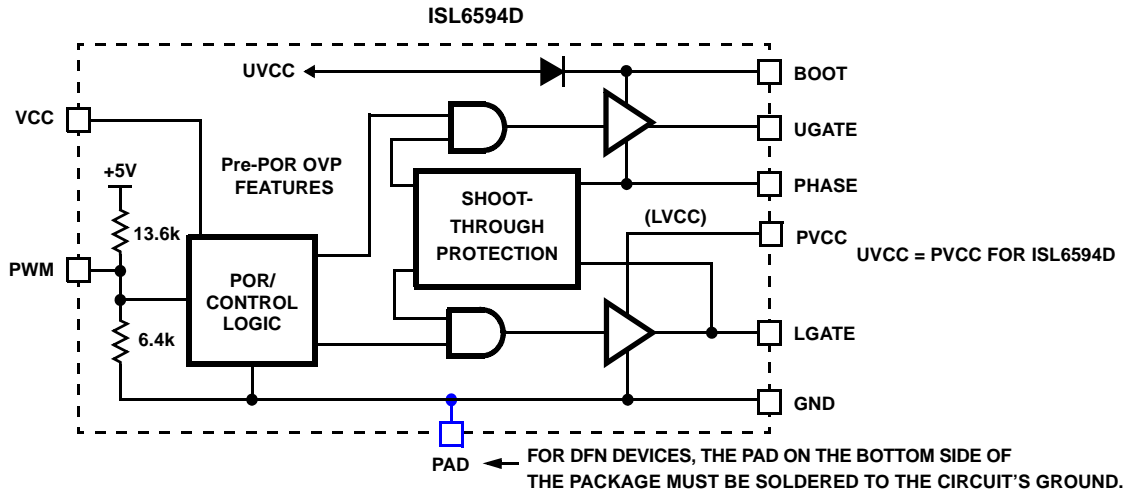 ISL6594D
UVCC
BOOT
VCC
UGATE
+5V
Pre-POR OVP
FEATURES
PHASE
SHOOT-
THROUGH
PROTECTION
(LVCC)
13.6k
PVCC
UVCC = PVCC FOR ISL6594D
PWM
POR/
CONTROL
LOGIC
6.4k
LGATE
GND
PAD
FOR DFN DEVICES, THE PAD ON THE BOTTOM SIDE OF
THE PACKAGE MUST BE SOLDERED TO THE CIRCUIT'S GROUND.